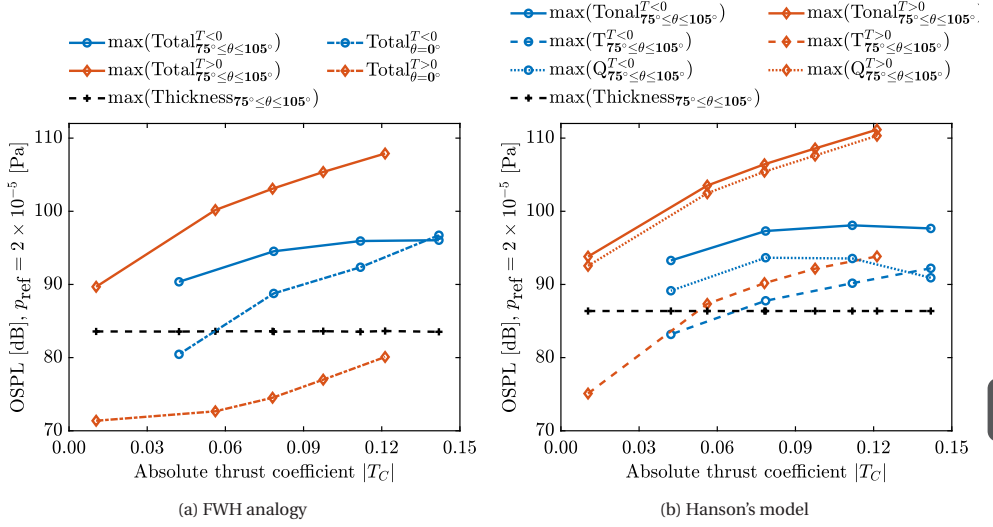 max(Total^{T<0}_{75°≤θ≤105°})
Total^{T<0}_{θ=0°}
max(Total^{T>0}_{75°≤θ≤105°})
Total^{T>0}_{θ=0°}
max(Thickness_{75°≤θ≤105°})
OSPL [dB], p_{ref} = 2 × 10^{-5} [Pa]
110
100
90
80
70
0.00 0.03 0.06 0.09 0.12 0.15
Absolute thrust coefficient |T_C|
(a) FWH analogy
max(Tonal^{T<0}_{75°≤θ≤105°})
max(Tonal^{T>0}_{75°≤θ≤105°})
max(T^{T<0}_{75°≤θ≤105°})
max(T^{T>0}_{75°≤θ≤105°})
max(Q^{T<0}_{75°≤θ≤105°})
max(Q^{T>0}_{75°≤θ≤105°})
max(Thickness_{75°≤θ≤105°})
OSPL [dB], p_{ref} = 2 × 10^{-5} [Pa]
110
100
90
80
70
0.00 0.03 0.06 0.09 0.12 0.15
Absolute thrust coefficient |T_C|
(b) Hanson's model